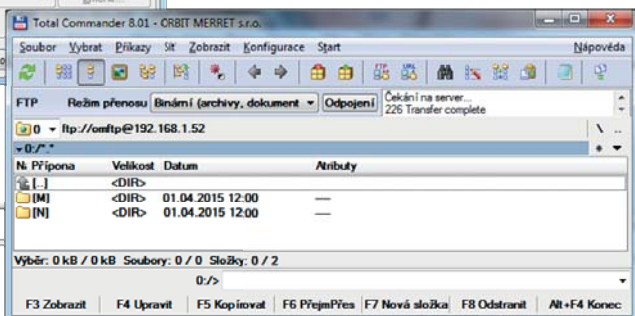 Total Commander 8.01 - ORBIT MERRET s.r.o.
Soubor Vybrat Příkazy Síť Zobrazit Konfigurace Start Nápověda
FTP Režim přenosu Binární (archivy, dokument Odpojení Čekání na server...
226 Transfer complete
0 ftp://omftp@192.168.1.52 \ ..
0:/*.* * 
Ná Přípona Velikost Datum Atributy
[..] <DIR>
[M] <DIR> 01.04.2015 12:00 ----
[N] <DIR> 01.04.2015 12:00 ----
Výběr: 0 kB / 0 kB Soubory: 0 / 0 Složky: 0 / 2
0:/>
F3 Zobrazit F4 Upravit F5 Kopírovat F6 PřejmPřes F7 Nová složka F8 Odstranit Alt+F4 Konec